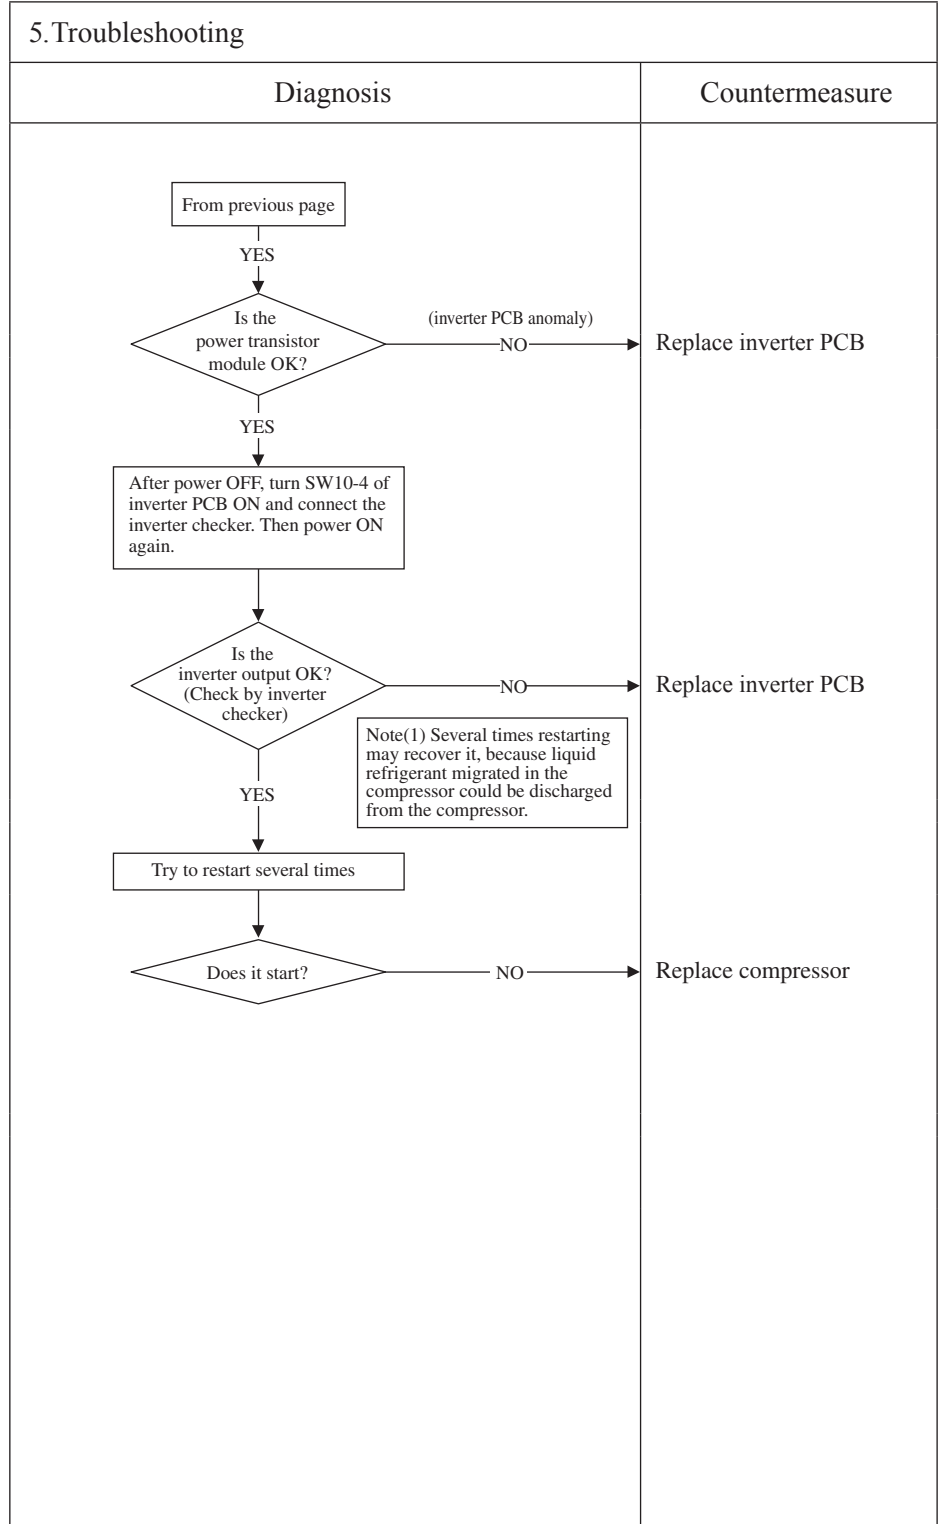 5.Troubleshooting
Diagnosis
Countermeasure
From previous page
YES
Is the
power transistor
module OK?
(inverter PCB anomaly)
NO
Replace inverter PCB
YES
After power OFF, turn SW10-4 of
inverter PCB ON and connect the
inverter checker. Then power ON
again.
Is the
inverter output OK?
(Check by inverter
checker)
NO
Replace inverter PCB
Note(1) Several times restarting
may recover it, because liquid
refrigerant migrated in the
compressor could be discharged
from the compressor.
YES
Try to restart several times
Does it start?
NO
Replace compressor